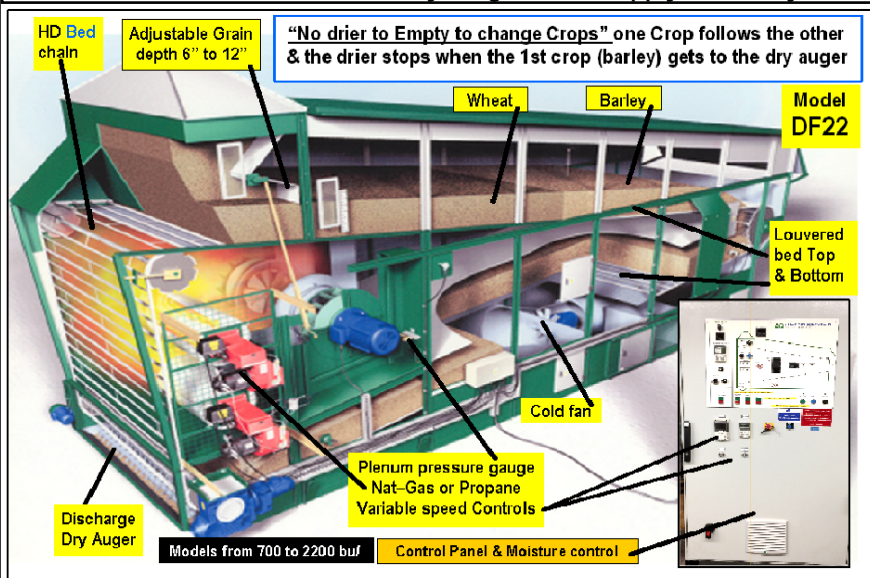 HD Bed
chain
Adjustable Grain
depth 6” to 12”
“No drier to Empty to change Crops” one Crop follows the other
& the drier stops when the 1st crop (barley) gets to the dry auger
Wheat
Barley
Model
DF22
Louvered
bed Top
& Bottom
Cold fan
Plenum pressure gauge
Nat–Gas or Propane
Variable speed Controls
Discharge
Dry Auger
Models from 700 to 2200 bu/
Control Panel & Moisture control